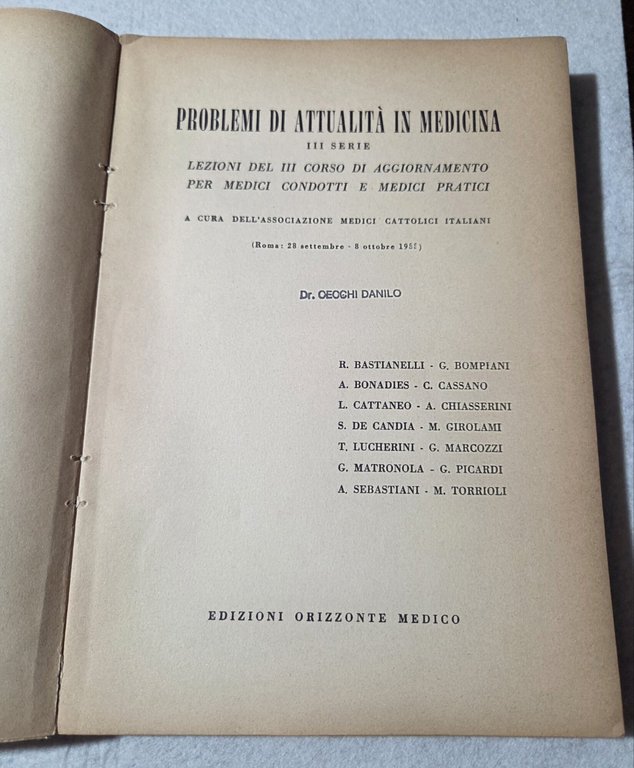 PROBLEMI DI ATTUALITÀ IN MEDICINA
III SERIE
LEZIONI DEL III CORSO DI AGGIORNAMENTO
PER MEDICI CONDOTTI E MEDICI PRATICI
A CURA DELL'ASSOCIAZIONE MEDICI CATTOLICI ITALIANI
(Roma: 28 settembre - 8 ottobre
Dr. DANILO
R. BASTIANELLI - G. BOMPIANI
A. BONADIES - C. CASSANO
L. CATTANEO - A. CHIASSERINI
S. DE CANDIA - M. GIROLAMI
T. LUCHERINI - G. MARCOZZI
G. MATRONOLA - G. PICARDI
A. SEBASTIANI - M. TORRIOLI
EDIZIONI ORIZZONTE MEDICO